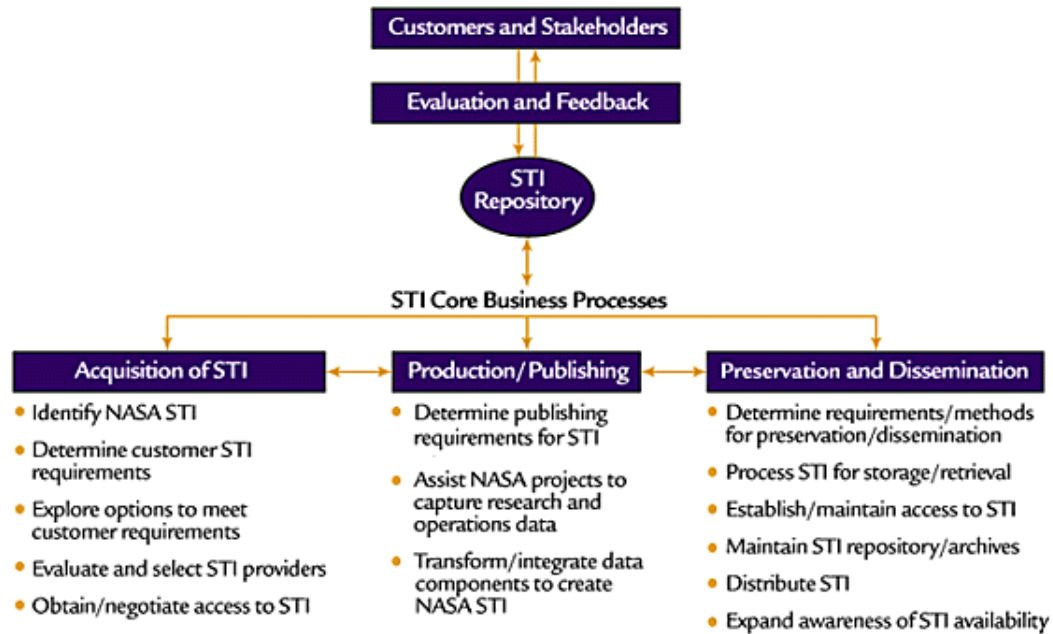 Customers and Stakeholders
Evaluation and Feedback
STI
Repository
STI Core Business Processes
Acquisition of STI
• Identify NASA STI
• Determine customer STI
requirements
• Explore options to meet
customer requirements
• Evaluate and select STI providers
• Obtain/negotiate access to STI
Production/Publishing
• Determine publishing
requirements for STI
• Assist NASA projects to
capture research and
operations data
• Transform/integrate data
components to create
NASA STI
Preservation and Dissemination
• Determine requirements/methods
for preservation/dissemination
• Process STI for storage/retrieval
• Establish/maintain access to STI
• Maintain STI repository/archives
• Distribute STI
• Expand awareness of STI availability